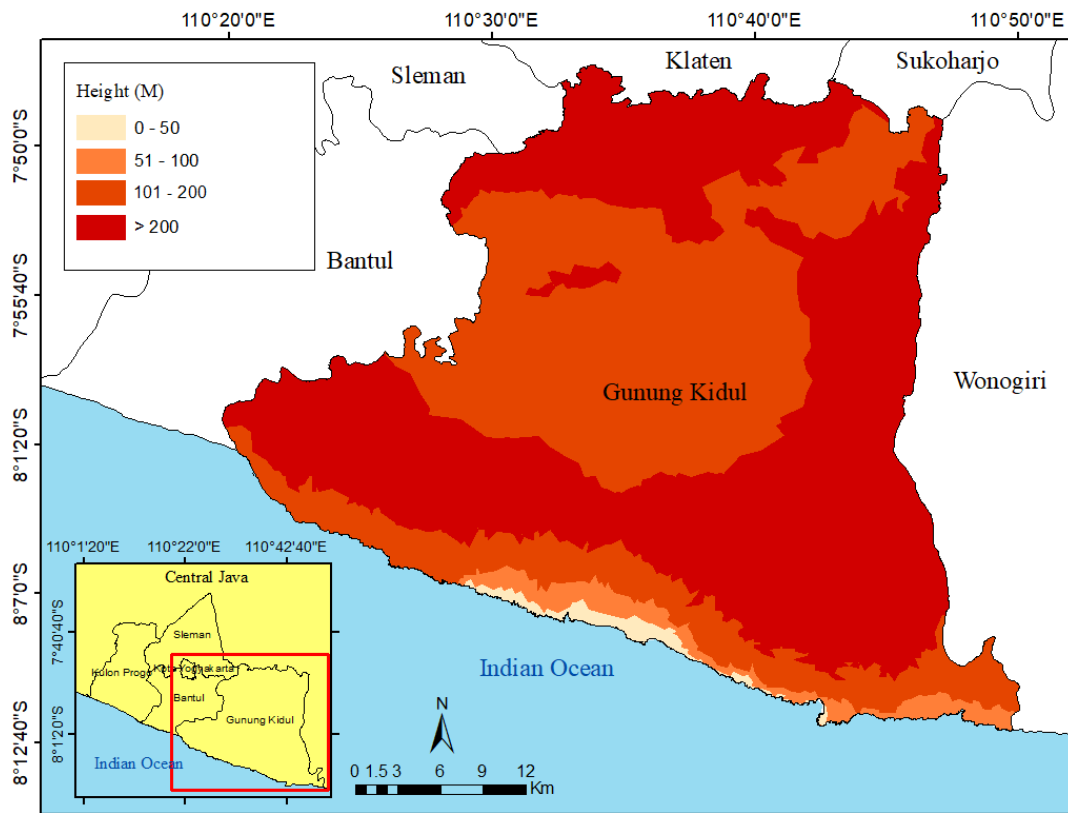 110°20'0"E 110°30'0"E 110°40'0"E 110°50'0"E
Height (M)
0 - 50
51 - 100
101 - 200
> 200
Sleman
Klaten
Sukoharjo
Bantul
Gunung Kidul
Wonogiri
Indian Ocean
7°50'0"S
7°55'40"S
8°1'20"S
8°7'0"S
8°12'40"S
110°1'20"E 110°22'0"E 110°42'40"E
Central Java
Sleman
Kulon Progo
Kota Yogyakarta
Bantul
Gunung Kidul
Indian Ocean
7°40'40"S
8°1'20"S
N
0 1.5 3 6 9 12
Km